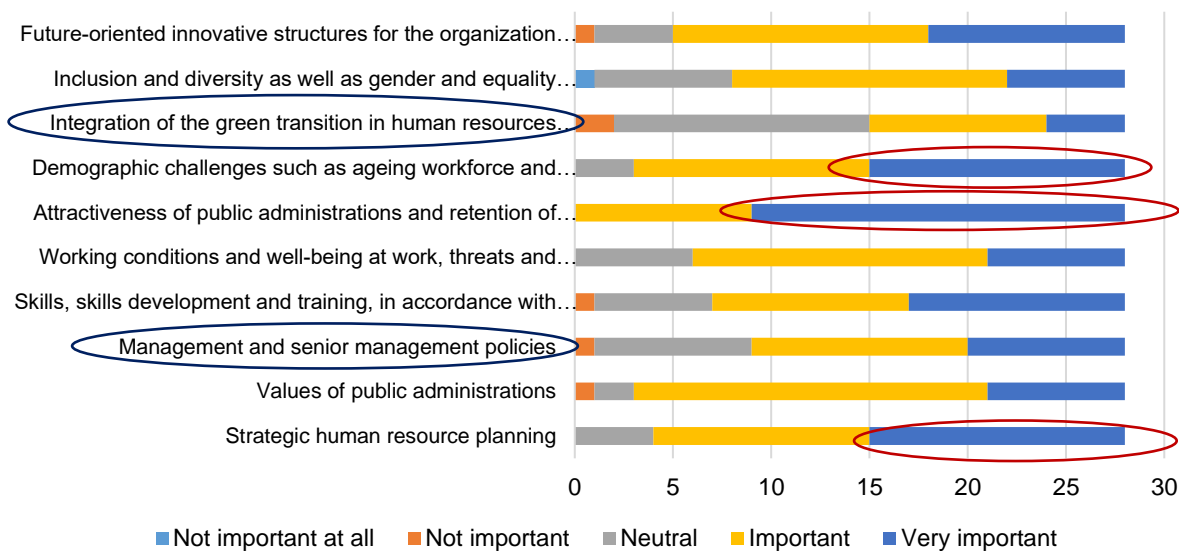 Future-oriented innovative structures for the organization…
Inclusion and diversity as well as gender and equality…
Integration of the green transition in human resources…
Demographic challenges such as ageing workforce and…
Attractiveness of public administrations and retention of…
Working conditions and well-being at work, threats and…
Skills, skills development and training, in accordance with…
Management and senior management policies
Values of public administrations
Strategic human resource planning
0 5 10 15 20 25 30
Not important at all Not important Neutral Important Very important